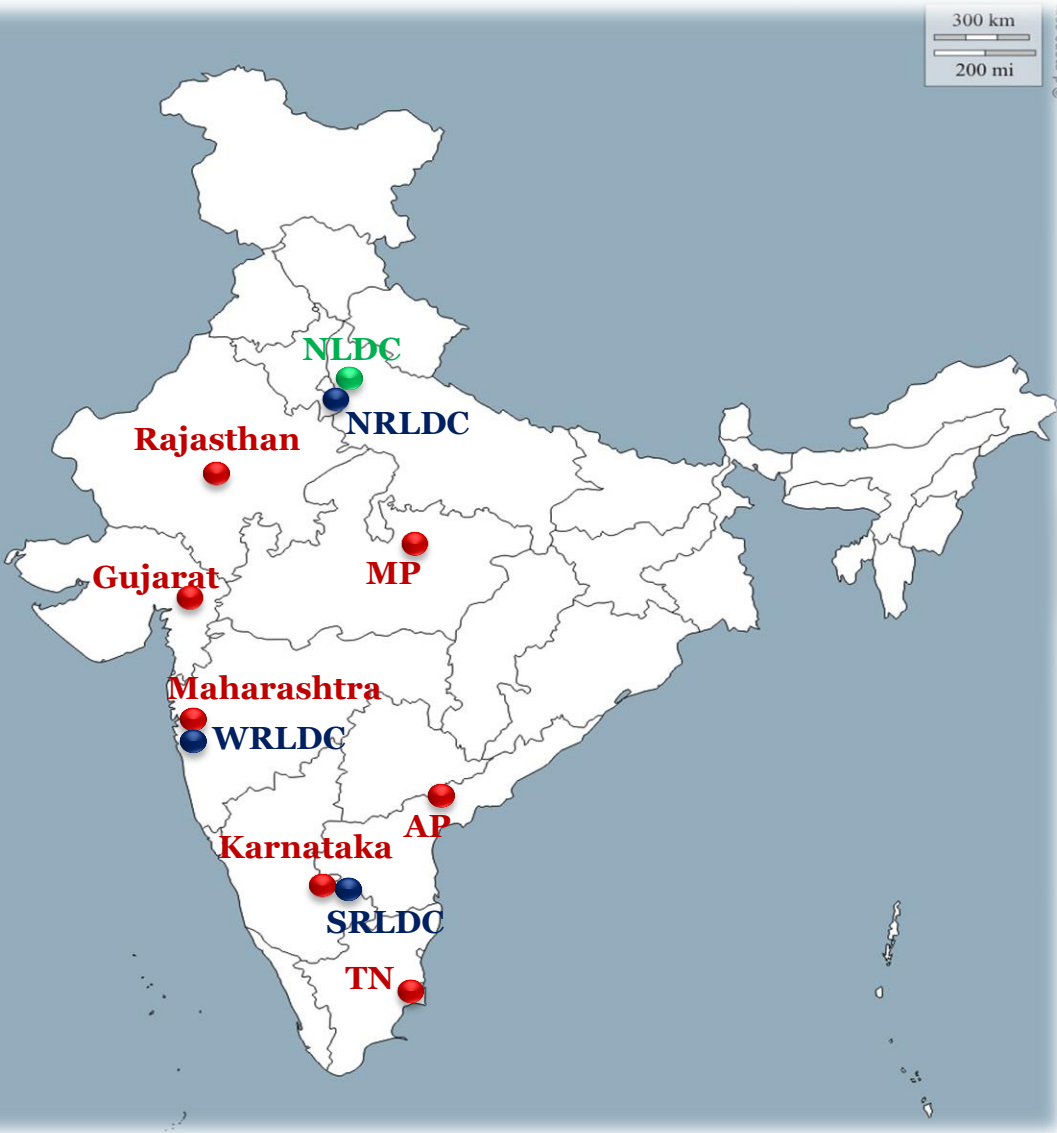 300 km
200 mi
NLDC
NRLDC
Rajasthan
MP
Gujarat
Maharashtra
WRLDC
AP
Karnataka
SRLDC
TN